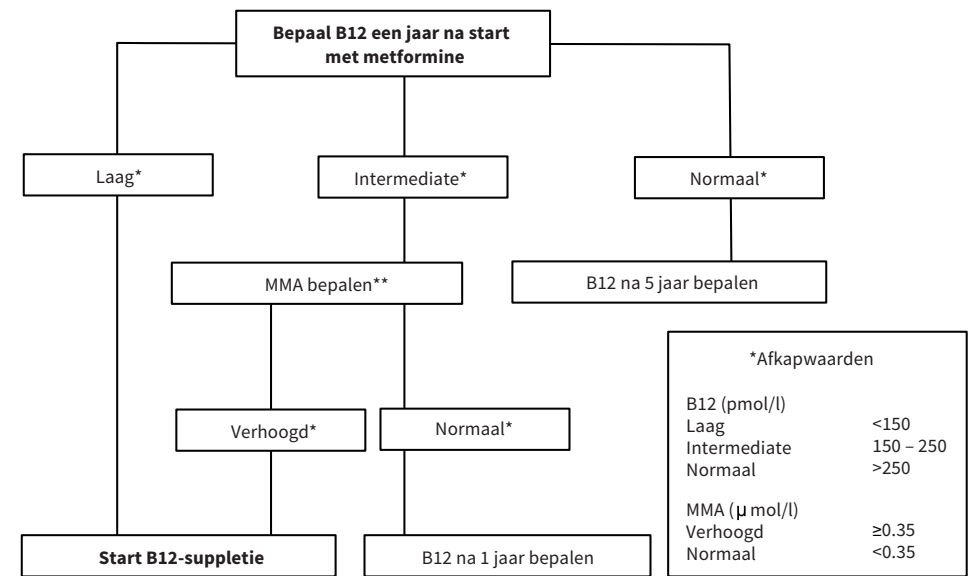 Bepaal B12 een jaar na start
met metformine
Laag*
Intermediate*
Normaal*
MMA bepalen**
B12 na 5 jaar bepalen
Verhoogd*
Normaal*
Start B12-suppletie
B12 na 1 jaar bepalen
*Afkapwaarden
B12 (pmol/l)
Laag <150
Intermediate 150 – 250
Normaal >250
MMA (μ mol/l)
Verhoogd ≥0.35
Normaal <0.35